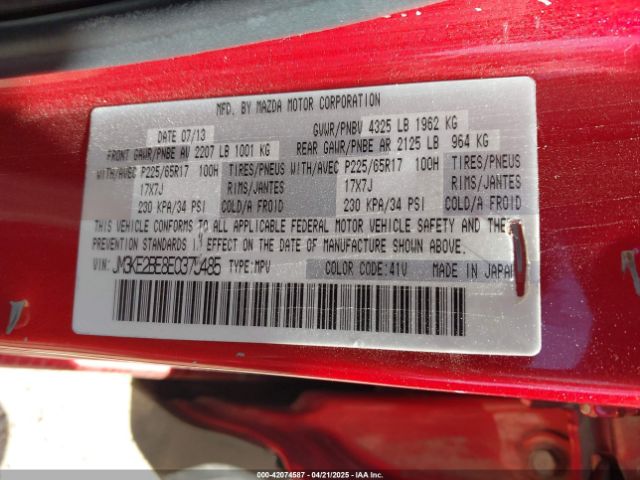 MFD. BY MAZDA MOTOR CORPORATION
DATE 07/13 GVWR/PNBV 4325 LB 1962 KG
FRONT GAWR/PNBE AV 2207 LB 1001 KG REAR GAWR/PNBE AR 2125 LB 964 KG
WITH/AVEC P225/65R17 100H TIRES/PNEUS WITH/AVEC P225/65R17 100H TIRES/PNEUS
17X7J RIMS/JANTES 17X7J RIMS/JANTES
230 KPA/34 PSI COLD/A FROID 230 KPA/34 PSI COLD/A FROID
THIS VEHICLE CONFORMS TO ALL APPLICABLE FEDERAL MOTOR VEHICLE SAFETY AND THEFT
PREVENTION STANDARDS IN EFFECT ON THE DATE OF MANUFACTURE SHOWN ABOVE.
VIN: JM3KE2BE8E0375485 TYPE:MPV COLOR CODE:41V MADE IN JAPAN
000-42074587 - 04/21/2025 - IAATM.COM